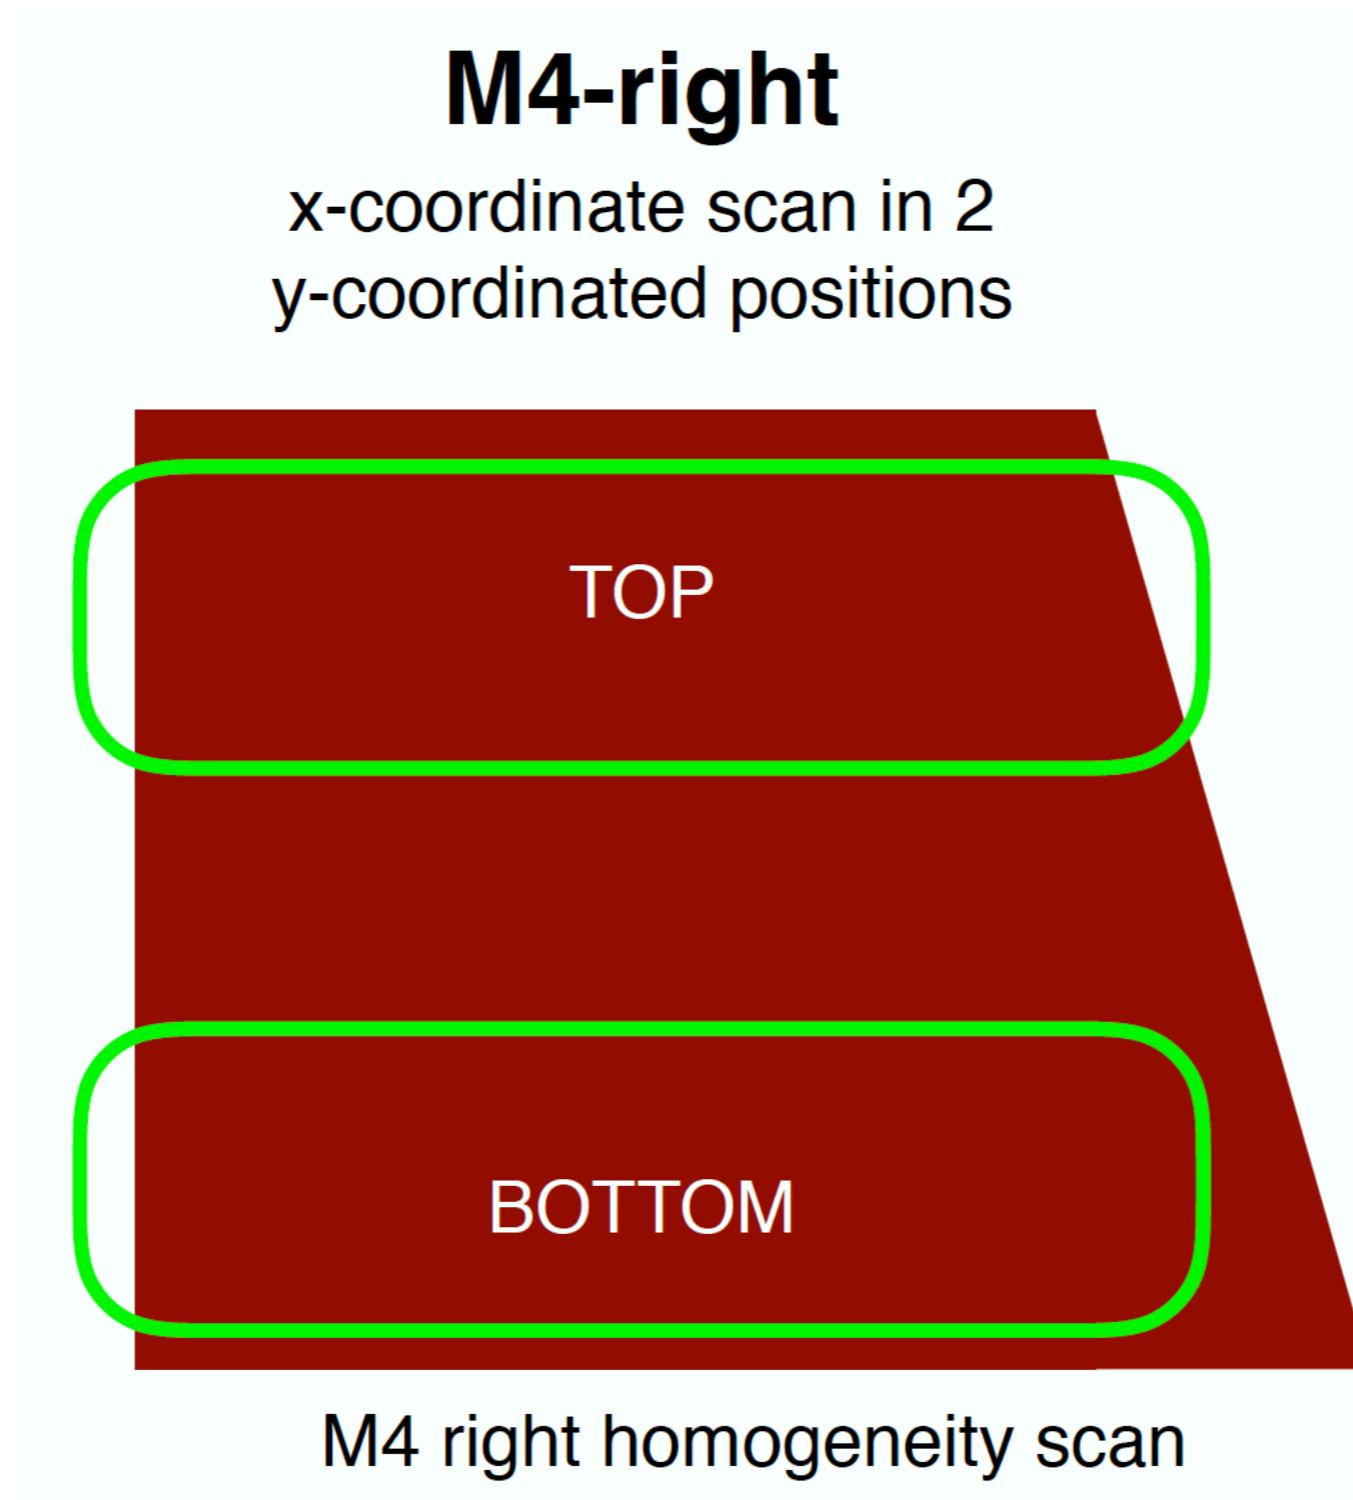 M4-right
x-coordinate scan in 2
y-coordinated positions
TOP
BOTTOM
M4 right homogeneity scan